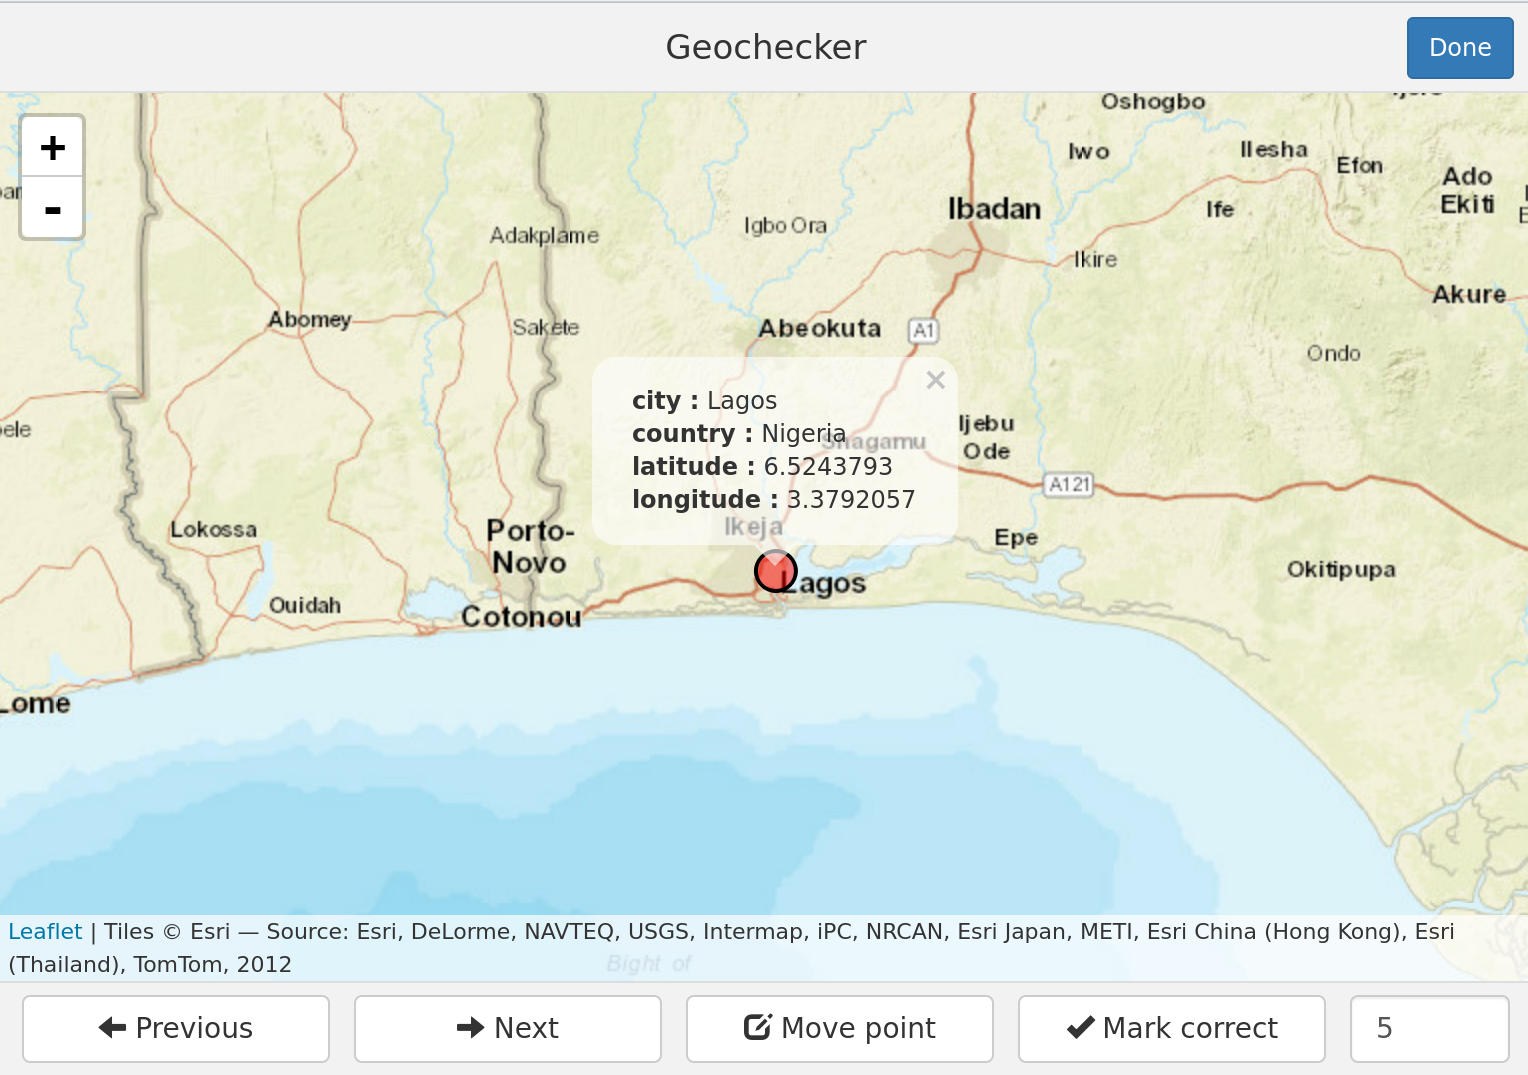 Geochecker
Done
+
-
Oshogbo
Iwo
Ilesha
Efon
Ado
Ekiti
Ibadan
Ife
Igbo Ora
Adakplame
Ikire
Akure
Abomey
Sakete
Abeokuta
A1
Ondo
×
city : Lagos
country : Nigeria
latitude : 6.5243793
longitude : 3.3792057
Shagamu
Ijebu
Ode
A121
Ikeja
Lokossa
Porto-
Novo
Epe
Okitipupa
Lagos
Ouidah
Cotonou
Lome
Leaflet | Tiles © Esri — Source: Esri, DeLorme, NAVTEQ, USGS, Intermap, iPC, NRCAN, Esri Japan, METI, Esri China (Hong Kong), Esri
(Thailand), TomTom, 2012
Bight of
Previous
Next
Move point
Mark correct
5